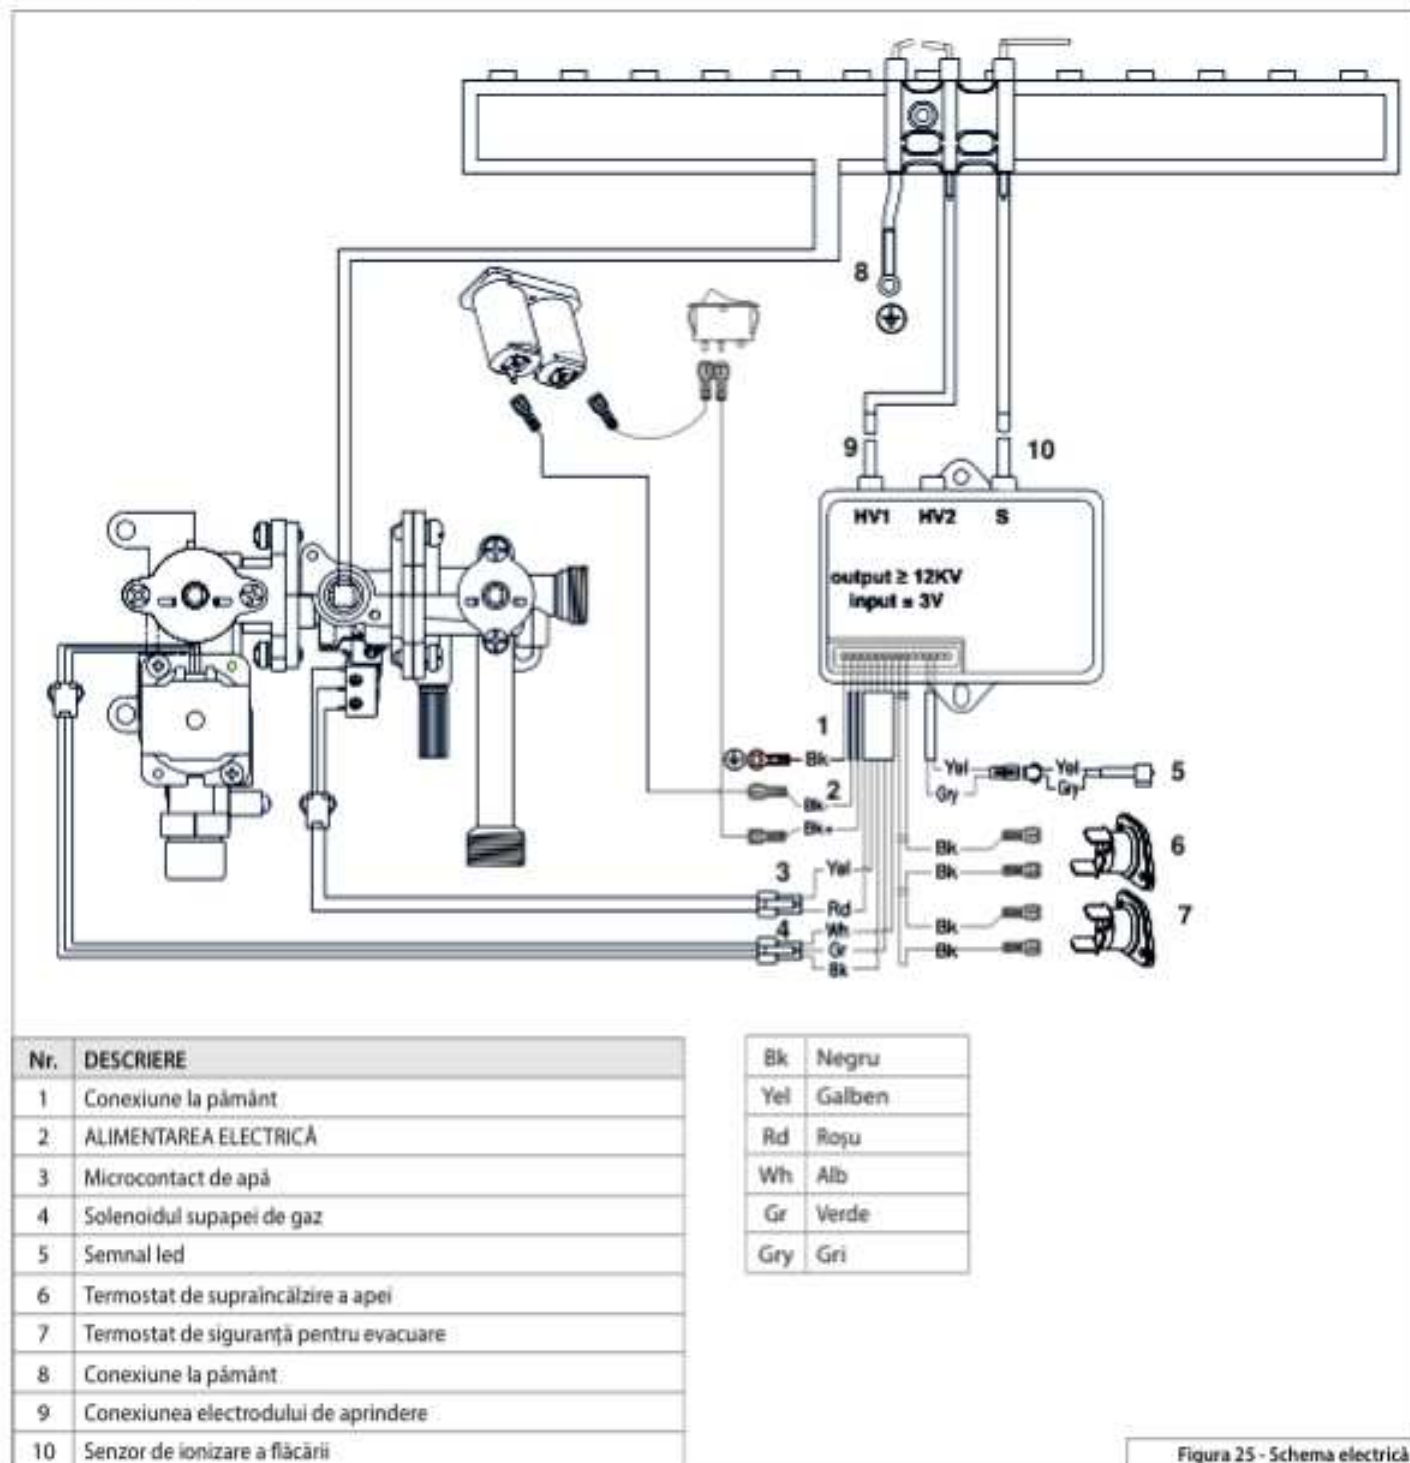 8
9
10
HV1 HV2 S
output ≥ 12KV
input = 3V
1
Bk
2
Bk-
Bk+
3
Yel
Rd
4
Wh
Gr
Bk
Yel
Gry
Yel
Gry
5
Bk
Bk
6
Bk
Bk
7
Nr. DESCRIERE
1 Conexiune la pământ
2 ALIMENTAREA ELECTRICĂ
3 Microcontact de apă
4 Solenoidul supapei de gaz
5 Semnal led
6 Termostat de supraîncălzire a apei
7 Termostat de siguranță pentru evacuare
8 Conexiune la pământ
9 Conexiunea electrodului de aprindere
10 Senzor de ionizare a flăcării
Bk Negru
Yel Galben
Rd Roșu
Wh Alb
Gr Verde
Gry Gri
Figura 25 - Schema electrică